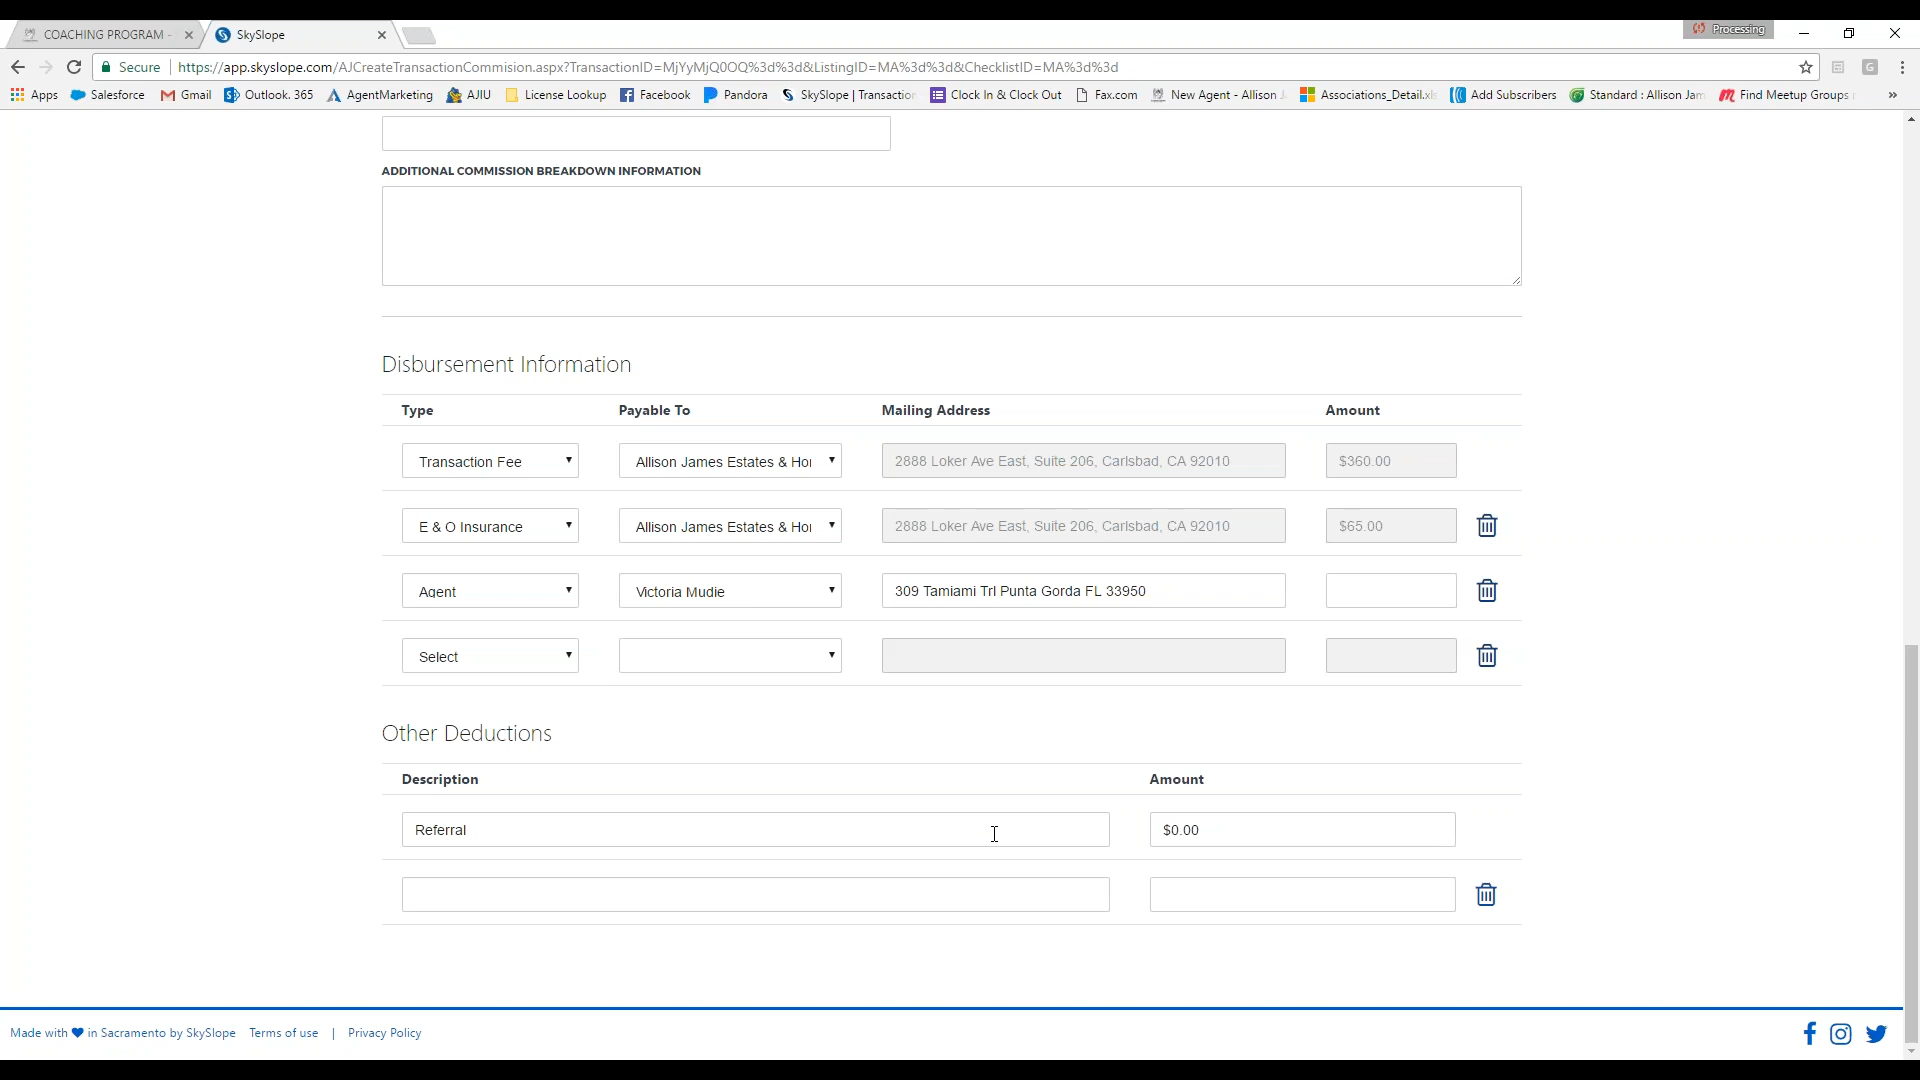 COACHING PROGRAM -
SkySlope
Processing
Secure
https://app.skyslope.com/AJCreateTransactionCommision.aspx?TransactionID=MjYyMjQ0OQ%3d%3d&ListingID=MA%3d%3d&ChecklistID=MA%3d%3d
Apps
Salesforce
Gmail
Outlook. 365
AgentMarketing
AJIU
License Lookup
Facebook
Pandora
SkySlope | Transaction
Clock In & Clock Out
Fax.com
New Agent - Allison J
Associations_Detail.xls
Add Subscribers
Standard : Allison Jam
Find Meetup Groups
»
ADDITIONAL COMMISSION BREAKDOWN INFORMATION
Disbursement Information
Type Payable To Mailing Address Amount
Transaction Fee Allison James Estates & Hor 2888 Loker Ave East, Suite 206, Carlsbad, CA 92010 $360.00
E & O Insurance Allison James Estates & Hor 2888 Loker Ave East, Suite 206, Carlsbad, CA 92010 $65.00
Agent Victoria Mudie 309 Tamiami Trl Punta Gorda FL 33950
Select
Other Deductions
Description Amount
Referral $0.00
Made with in Sacramento by SkySlope Terms of use | Privacy Policy